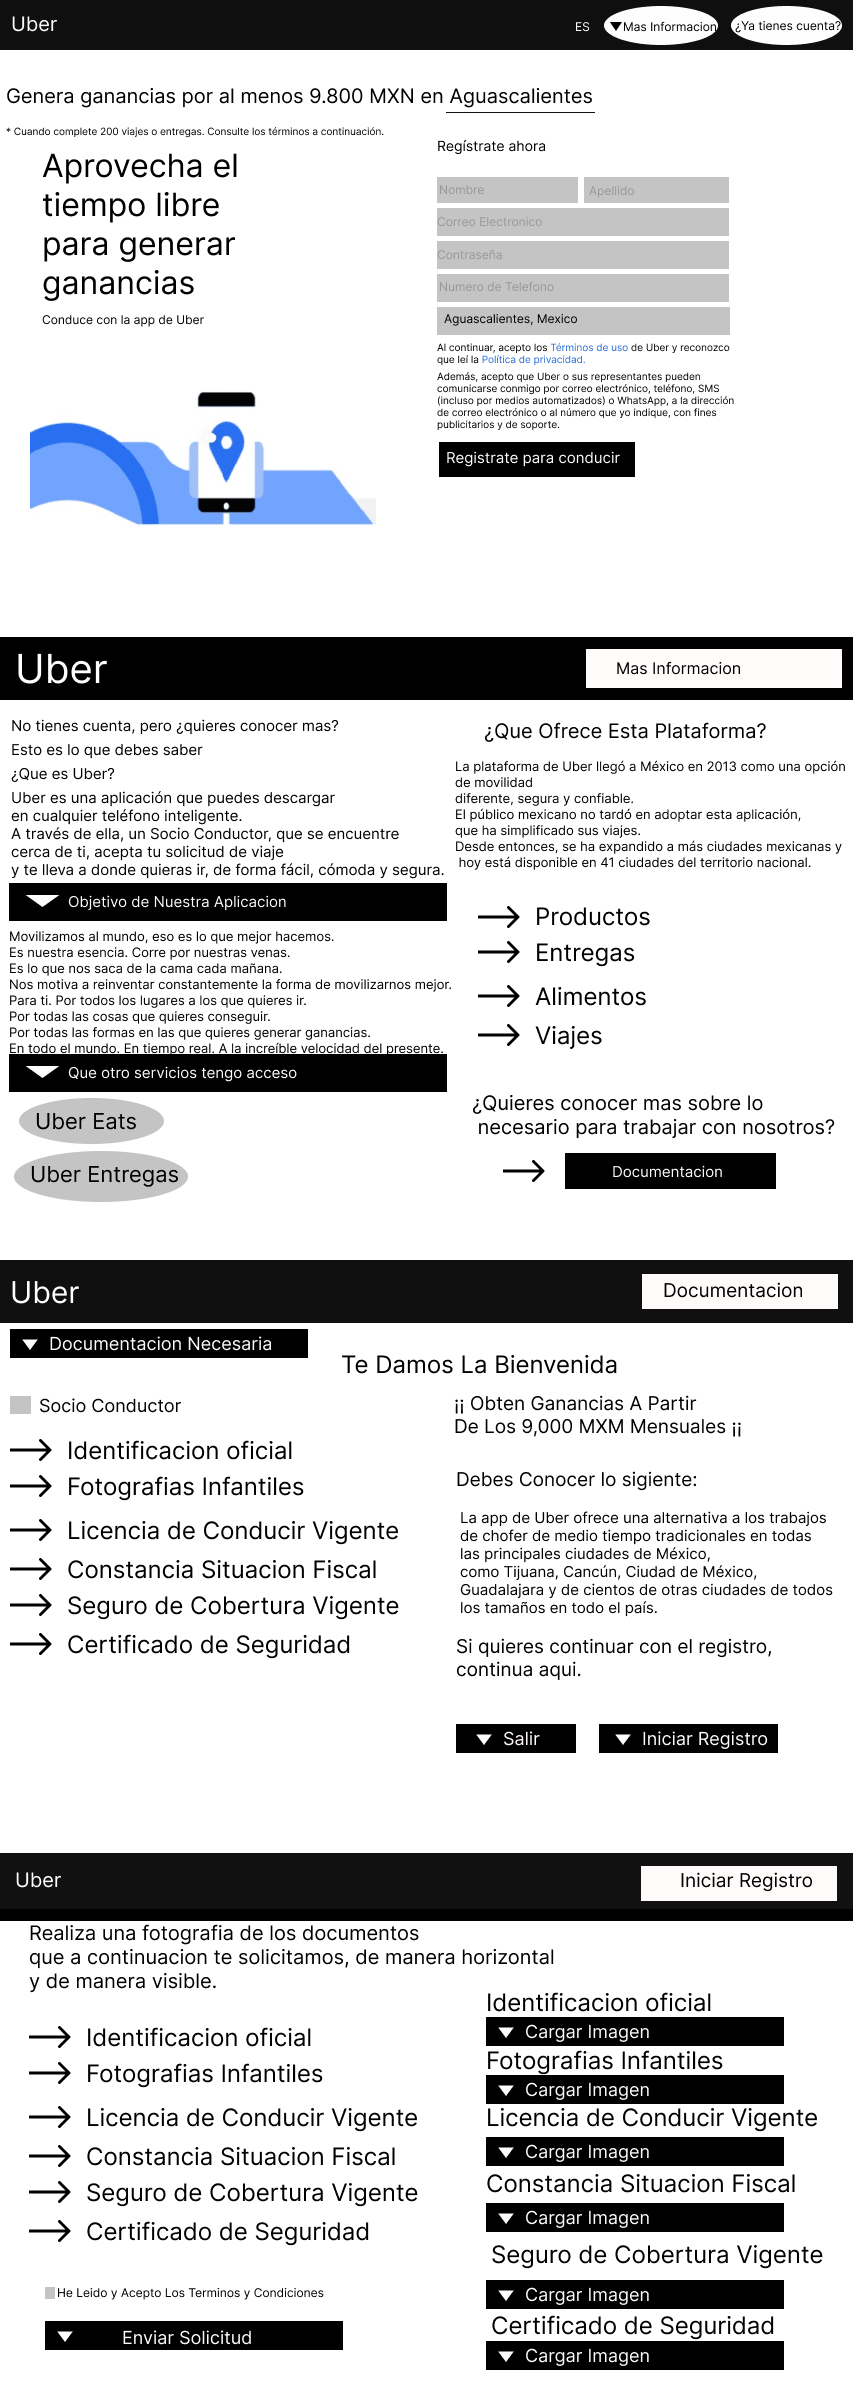 Uber
ES
Mas Informacion
¿Ya tienes cuenta?
Genera ganancias por al menos 9.800 MXN en Aguascalientes
* Cuando complete 200 viajes o entregas. Consulte los términos a continuación.
Aprovecha el
tiempo libre
para generar
ganancias
Conduce con la app de Uber
Regístrate ahora
Nombre
Apellido
Correo Electronico
Contraseña
Numero de Telefono
Aguascalientes, Mexico
Al continuar, acepto los Términos de uso de Uber y reconozco
que leí la Política de privacidad.
Además, acepto que Uber o sus representantes pueden
comunicarse conmigo por correo electrónico, teléfono, SMS
(incluso por medios automatizados) o WhatsApp, a la dirección
de correo electrónico o al número que yo indique, con fines
publicitarios y de soporte.
Registrate para conducir
Uber
Mas Informacion
No tienes cuenta, pero ¿quieres conocer mas?
Esto es lo que debes saber
¿Que es Uber?
Uber es una aplicación que puedes descargar
en cualquier teléfono inteligente.
A través de ella, un Socio Conductor, que se encuentre
cerca de ti, acepta tu solicitud de viaje
y te lleva a donde quieras ir, de forma fácil, cómoda y segura.
Objetivo de Nuestra Aplicacion
Movilizamos al mundo, eso es lo que mejor hacemos.
Es nuestra esencia. Corre por nuestras venas.
Es lo que nos saca de la cama cada mañana.
Nos motiva a reinventar constantemente la forma de movilizarnos mejor.
Para ti. Por todos los lugares a los que quieres ir.
Por todas las cosas que quieres conseguir.
Por todas las formas en las que quieres generar ganancias.
En todo el mundo. En tiempo real. A la increíble velocidad del presente.
Que otro servicios tengo acceso
Uber Eats
Uber Entregas
¿Que Ofrece Esta Plataforma?
La plataforma de Uber llegó a México en 2013 como una opción
de movilidad
diferente, segura y confiable.
El público mexicano no tardó en adoptar esta aplicación,
que ha simplificado sus viajes.
Desde entonces, se ha expandido a más ciudades mexicanas y
hoy está disponible en 41 ciudades del territorio nacional.
Productos
Entregas
Alimentos
Viajes
¿Quieres conocer mas sobre lo
necesario para trabajar con nosotros?
Documentacion
Uber
Documentacion
Documentacion Necesaria
Te Damos La Bienvenida
Socio Conductor
Identificacion oficial
Fotografias Infantiles
Licencia de Conducir Vigente
Constancia Situacion Fiscal
Seguro de Cobertura Vigente
Certificado de Seguridad
¡¡ Obten Ganancias A Partir
De Los 9,000 MXM Mensuales ¡¡
Debes Conocer lo sigiente:
La app de Uber ofrece una alternativa a los trabajos
de chofer de medio tiempo tradicionales en todas
las principales ciudades de México,
como Tijuana, Cancún, Ciudad de México,
Guadalajara y de cientos de otras ciudades de todos
los tamaños en todo el país.
Si quieres continuar con el registro,
continua aqui.
Salir
Iniciar Registro
Uber
Iniciar Registro
Realiza una fotografia de los documentos
que a continuacion te solicitamos, de manera horizontal
y de manera visible.
Identificacion oficial
Fotografias Infantiles
Licencia de Conducir Vigente
Constancia Situacion Fiscal
Seguro de Cobertura Vigente
Certificado de Seguridad
He Leido y Acepto Los Terminos y Condiciones
Enviar Solicitud
Identificacion oficial
Cargar Imagen
Fotografias Infantiles
Cargar Imagen
Licencia de Conducir Vigente
Cargar Imagen
Constancia Situacion Fiscal
Cargar Imagen
Seguro de Cobertura Vigente
Cargar Imagen
Certificado de Seguridad
Cargar Imagen